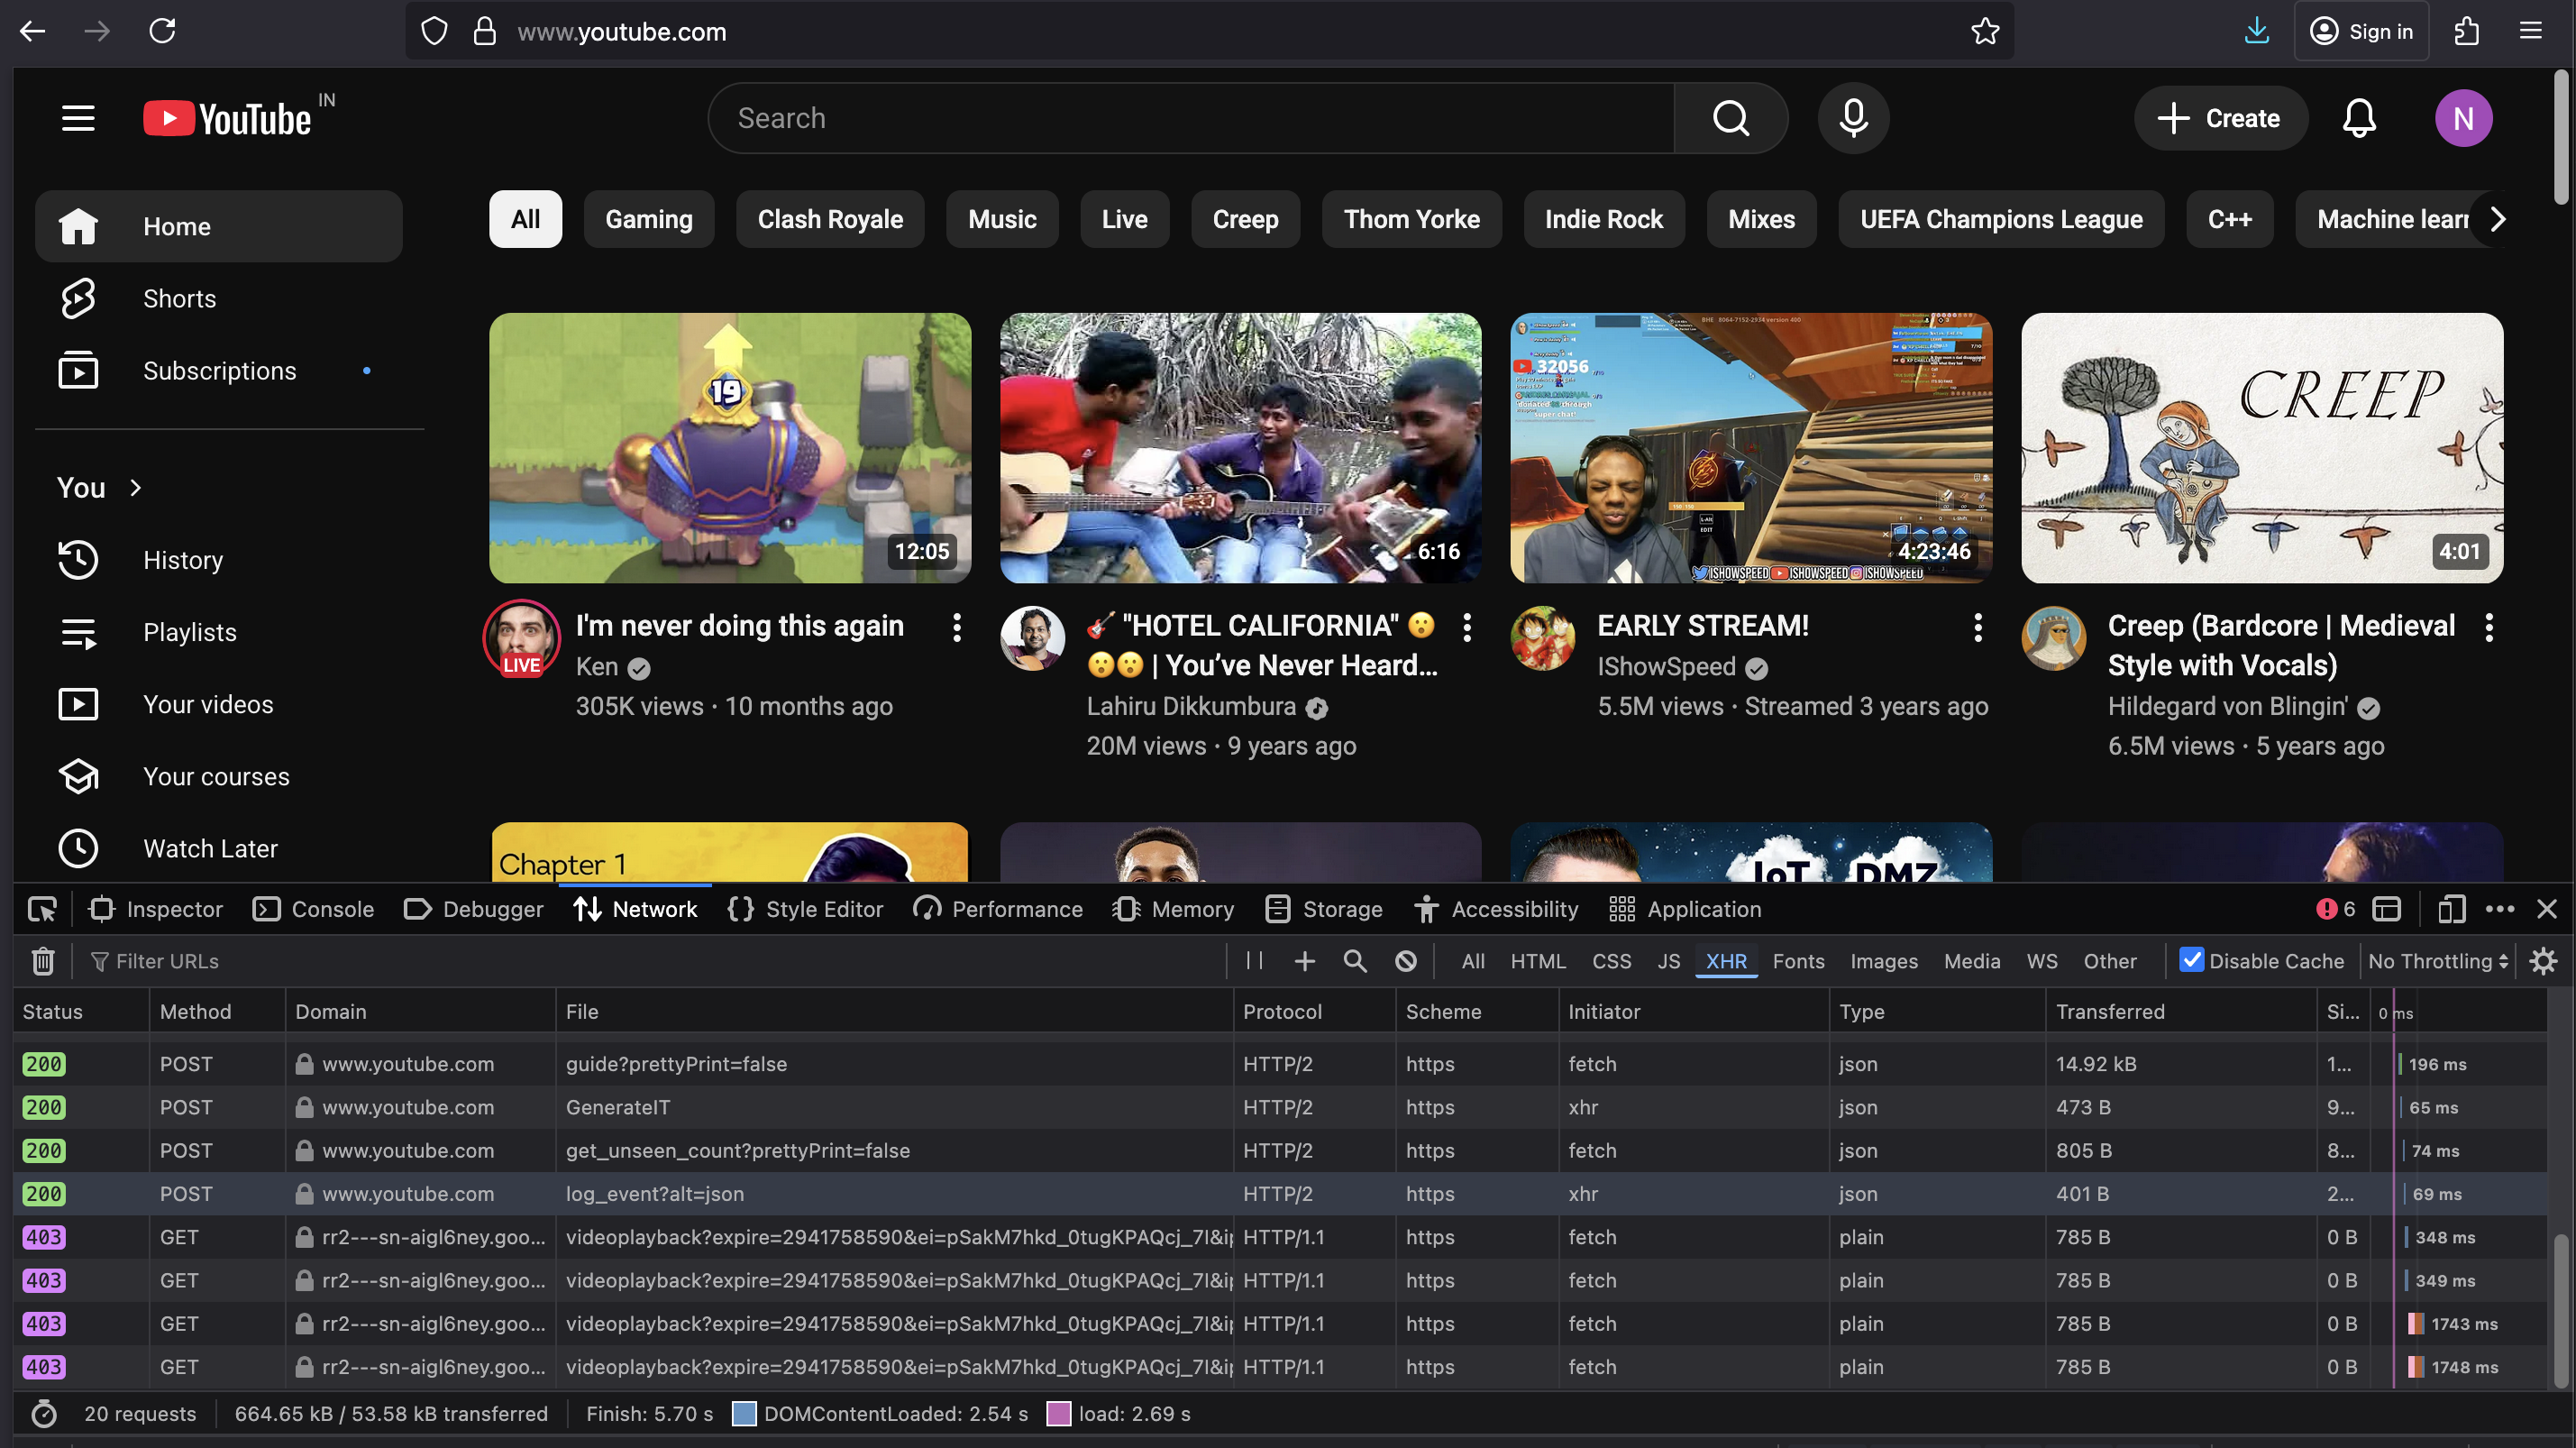 www.youtube.com
Sign in
YouTube IN
Search
Create
N
Home
Shorts
Subscriptions
You
History
Playlists
Your videos
Your courses
Watch Later
All Gaming Clash Royale Music Live Creep Thom Yorke Indie Rock Mixes UEFA Champions League C++ Machine lear
19
12:05
LIVE
I'm never doing this again
Ken
305K views · 10 months ago
6:16
🎸 "HOTEL CALIFORNIA" 😮
😮😮 | You’ve Never Heard...
Lahiru Dikkumbura
20M views · 9 years ago
32056
donated through
super chat!
EDIT
4:23:46
ISHOWSPEED ISHOWSPEED ISHOWSPEED
EARLY STREAM!
IShowSpeed
5.5M views · Streamed 3 years ago
CREEP
4:01
Creep (Bardcore | Medieval
Style with Vocals)
Hildegard von Blingin'
6.5M views · 5 years ago
Chapter 1
IoT DMZ
Inspector Console Debugger Network Style Editor Performance Memory Storage Accessibility Application 6
Filter URLs All HTML CSS JS XHR Fonts Images Media WS Other Disable Cache No Throttling
Status Method Domain File Protocol Scheme Initiator Type Transferred Si... 0 ms
200 POST www.youtube.com guide?prettyPrint=false HTTP/2 https fetch json 14.92 kB 1... 196 ms
200 POST www.youtube.com GenerateIT HTTP/2 https xhr json 473 B 9... 65 ms
200 POST www.youtube.com get_unseen_count?prettyPrint=false HTTP/2 https fetch json 805 B 8... 74 ms
200 POST www.youtube.com log_event?alt=json HTTP/2 https xhr json 401 B 2... 69 ms
403 GET rr2---sn-aigl6ney.goo... videoplayback?expire=2941758590&ei=pSakM7hkd_0tugKPAQcj_7I&ip HTTP/1.1 https fetch plain 785 B 0 B 348 ms
403 GET rr2---sn-aigl6ney.goo... videoplayback?expire=2941758590&ei=pSakM7hkd_0tugKPAQcj_7I&ip HTTP/1.1 https fetch plain 785 B 0 B 349 ms
403 GET rr2---sn-aigl6ney.goo... videoplayback?expire=2941758590&ei=pSakM7hkd_0tugKPAQcj_7I&ip HTTP/1.1 https fetch plain 785 B 0 B 1743 ms
403 GET rr2---sn-aigl6ney.goo... videoplayback?expire=2941758590&ei=pSakM7hkd_0tugKPAQcj_7I&ip HTTP/1.1 https fetch plain 785 B 0 B 1748 ms
20 requests 664.65 kB / 53.58 kB transferred Finish: 5.70 s DOMContentLoaded: 2.54 s load: 2.69 s